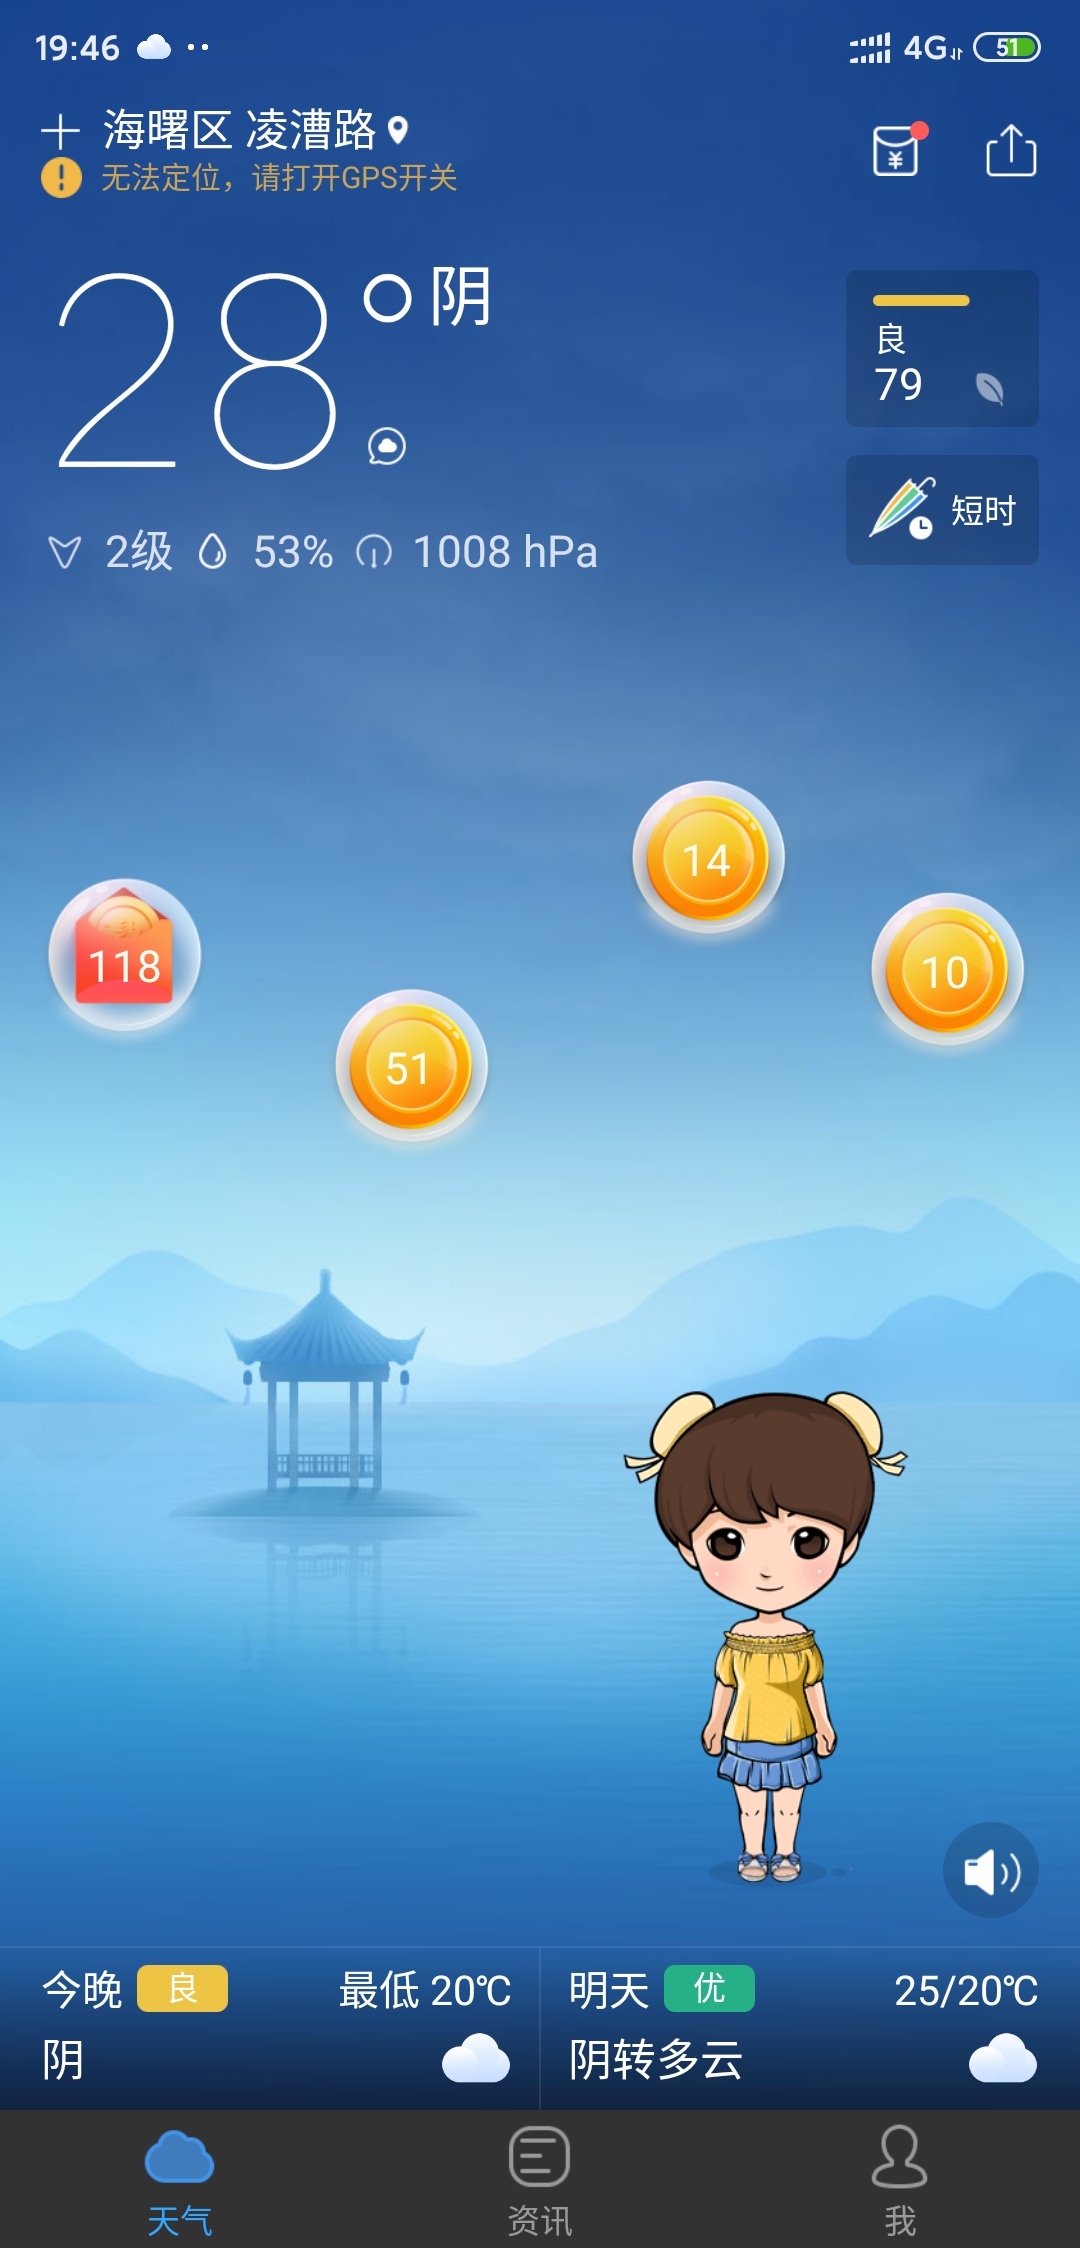 19:46
4G
51
海曙区 凌漕路
无法定位，请打开GPS开关
¥
28°
阴
良
79
短时
2级
53%
1008 hPa
14
118
10
51
今晚 良 最低 20℃
阴
明天 优 25/20℃
阴转多云
天气
资讯
我